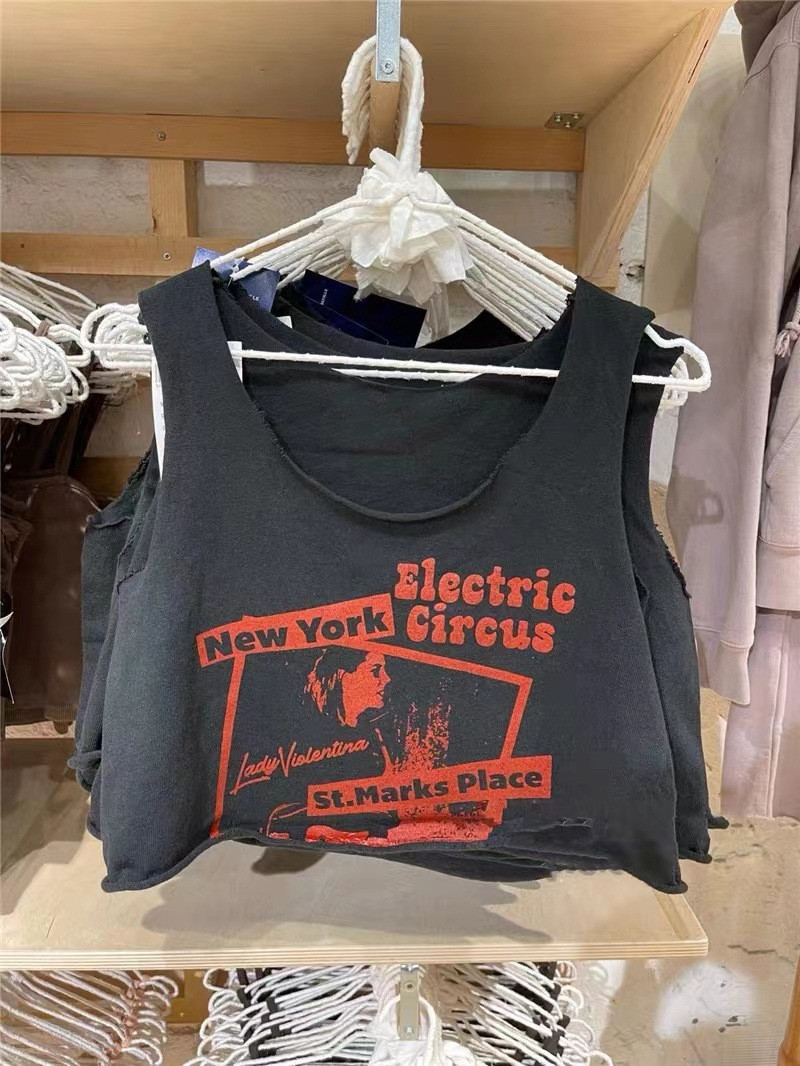 Electric
Circus
New York
Lady Violentina
St.Marks Place